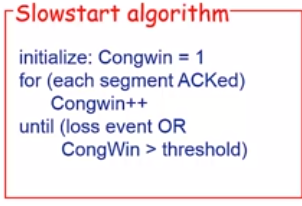 Slowstart algorithm
initialize: Congwin = 1
for (each segment ACKed)
Congwin++
until (loss event OR
CongWin > threshold)